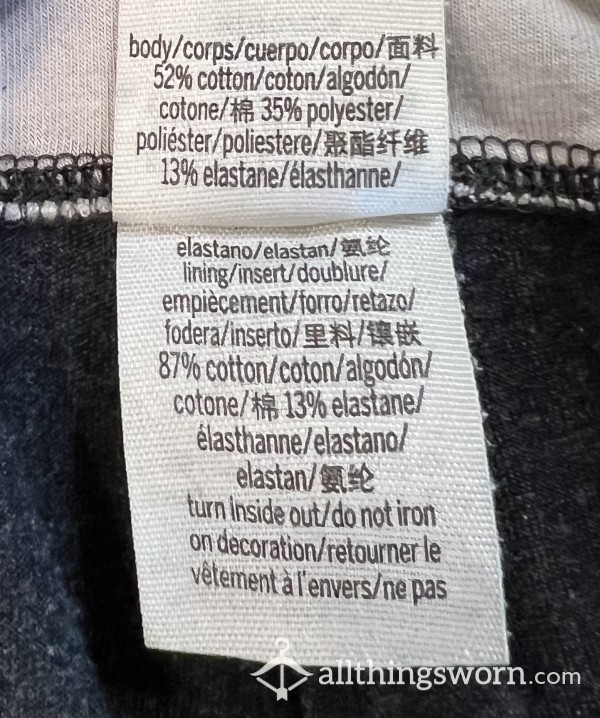 body/corps/cuerpo/corpo/面料
52% cotton/coton/algodón/
cotone/棉 35% polyester/
poliéster/poliestere/聚酯纤维
13% elastane/élasthanne/
elastano/elastan/氨纶
lining/insert/doublure/
empiècement/forro/retazo/
fodera/inserto/里料/镶嵌
87% cotton/coton/algodón/
cotone/棉 13% elastane/
élasthanne/elastano/
elastan/氨纶
turn inside out/do not iron
on decoration/retourner le
vêtement à l'envers/ne pas
allthingsworn.com